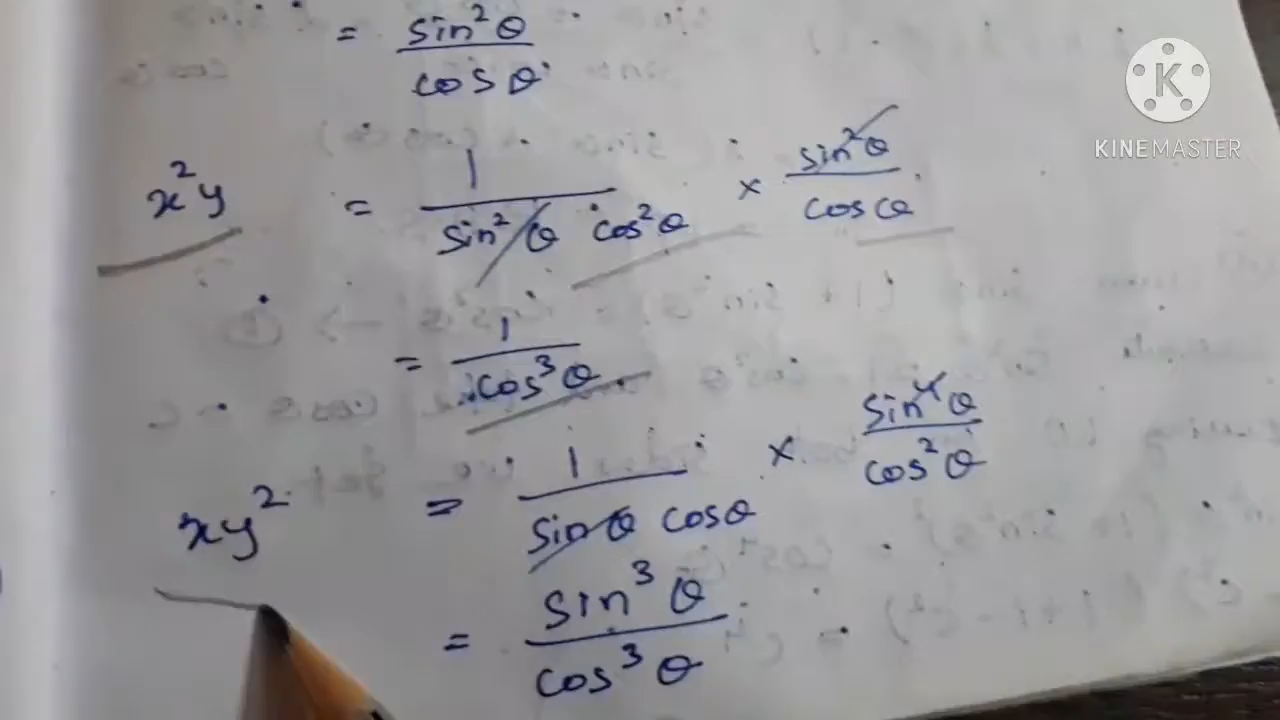 = sin²θ / cosθ
x²y = 1 / sin²θ cos²θ × sin²θ / cosθ
= 1 / cos³θ
xy² = 1 / sinθ cosθ × sin⁴θ / cos²θ
= sin³θ / cos³θ
KINEMASTER